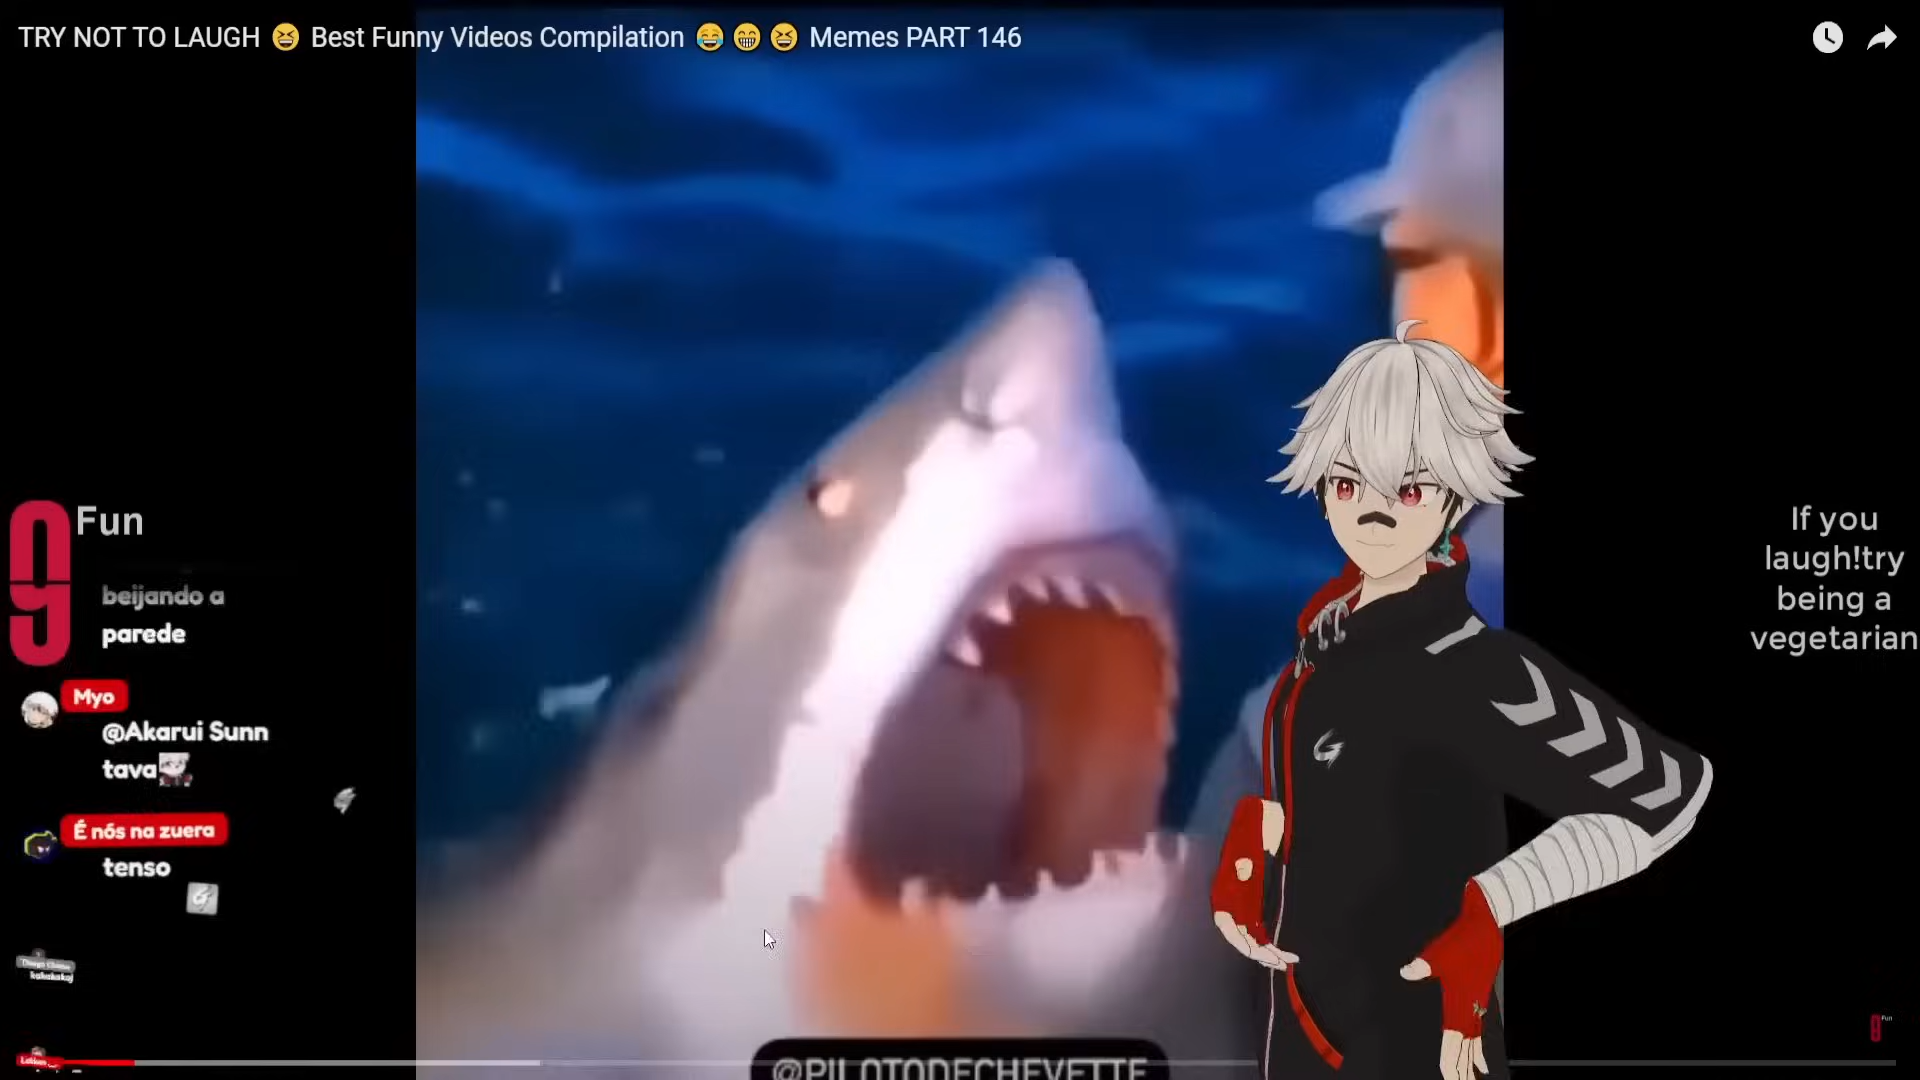 TRY NOT TO LAUGH 😆 Best Funny Videos Compilation 😂 😁 😆 Memes PART 146
9
Fun
beijando a
parede
Myo
@Akarui Sunn
tava
É nós na zuera
tenso
If you
laugh!try
being a
vegetarian
@PILOTODECHEVETTE